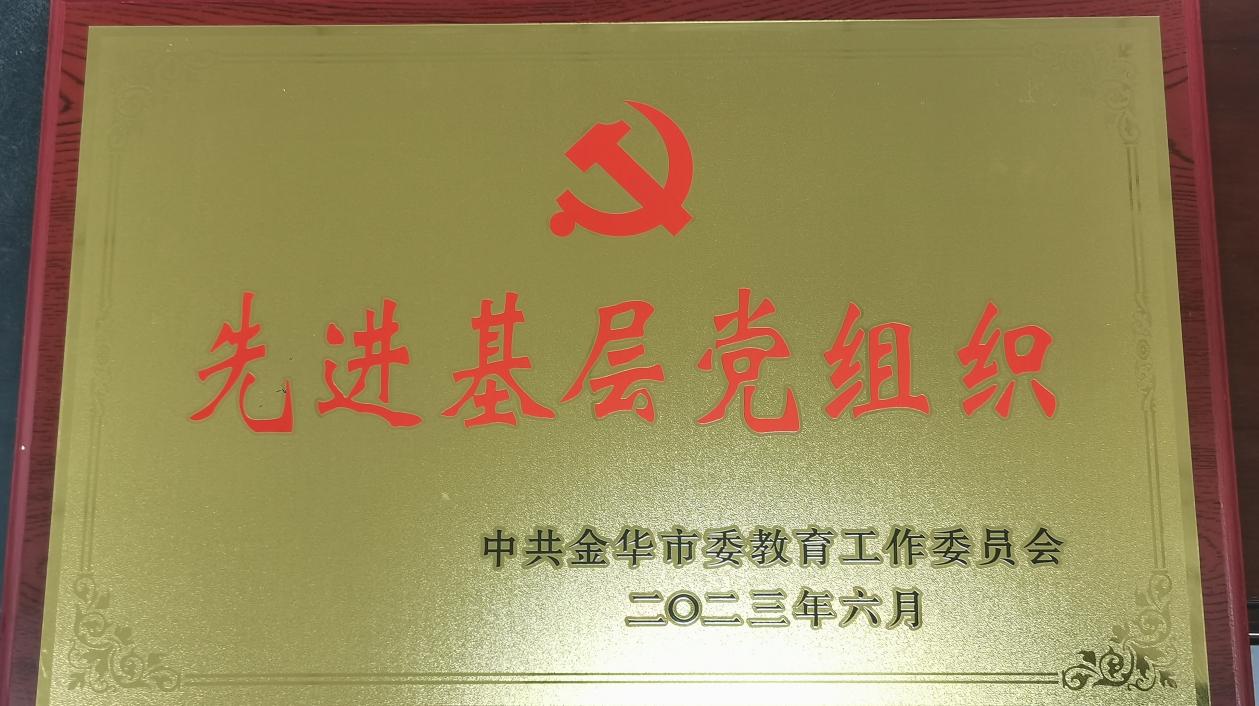 先进基层党组织
中共金华市委教育工作委员会
二〇二三年六月